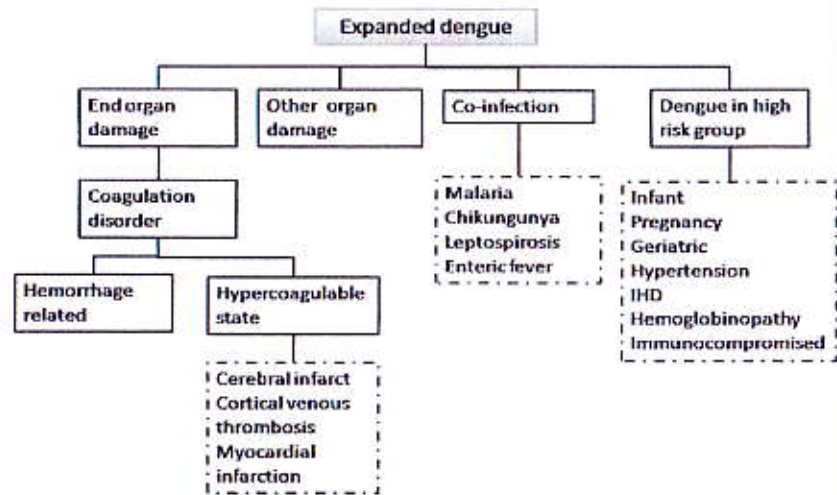 Expanded dengue
End organ
damage
Other organ
damage
Co-infection
Dengue in high
risk group
Coagulation
disorder
Malaria
Chikungunya
Leptospirosis
Enteric fever
Infant
Pregnancy
Geriatric
Hypertension
IHD
Hemoglobinopathy
Immunocompromised
Hemorrhage
related
Hypercoagulable
state
Cerebral infarct
Cortical venous
thrombosis
Myocardial
infarction